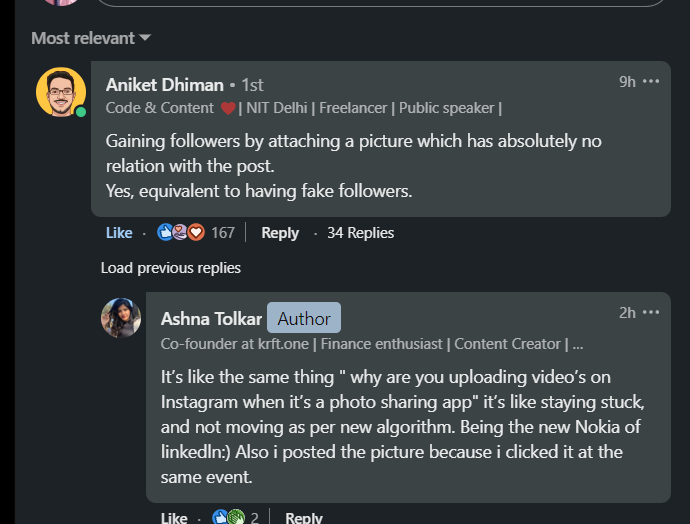 Most relevant
Aniket Dhiman • 1st
9h
Code & Content ❤️| NIT Delhi | Freelancer | Public speaker |
Gaining followers by attaching a picture which has absolutely no
relation with the post.
Yes, equivalent to having fake followers.
Like · 167 | Reply · 34 Replies
Load previous replies
Ashna Tolkar Author
2h
Co-founder at krft.one | Finance enthusiast | Content Creator | ...
It's like the same thing " why are you uploading video's on
Instagram when it's a photo sharing app" it's like staying stuck,
and not moving as per new algorithm. Being the new Nokia of
linkedln:) Also i posted the picture because i clicked it at the
same event.
Like · 2 | Reply